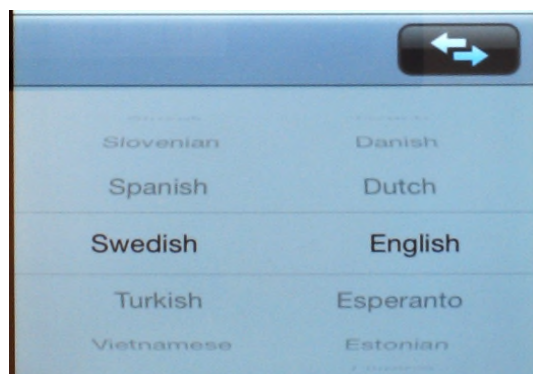 Slovenian Danish
Spanish Dutch
Swedish English
Turkish Esperanto
Vietnamese Estonian